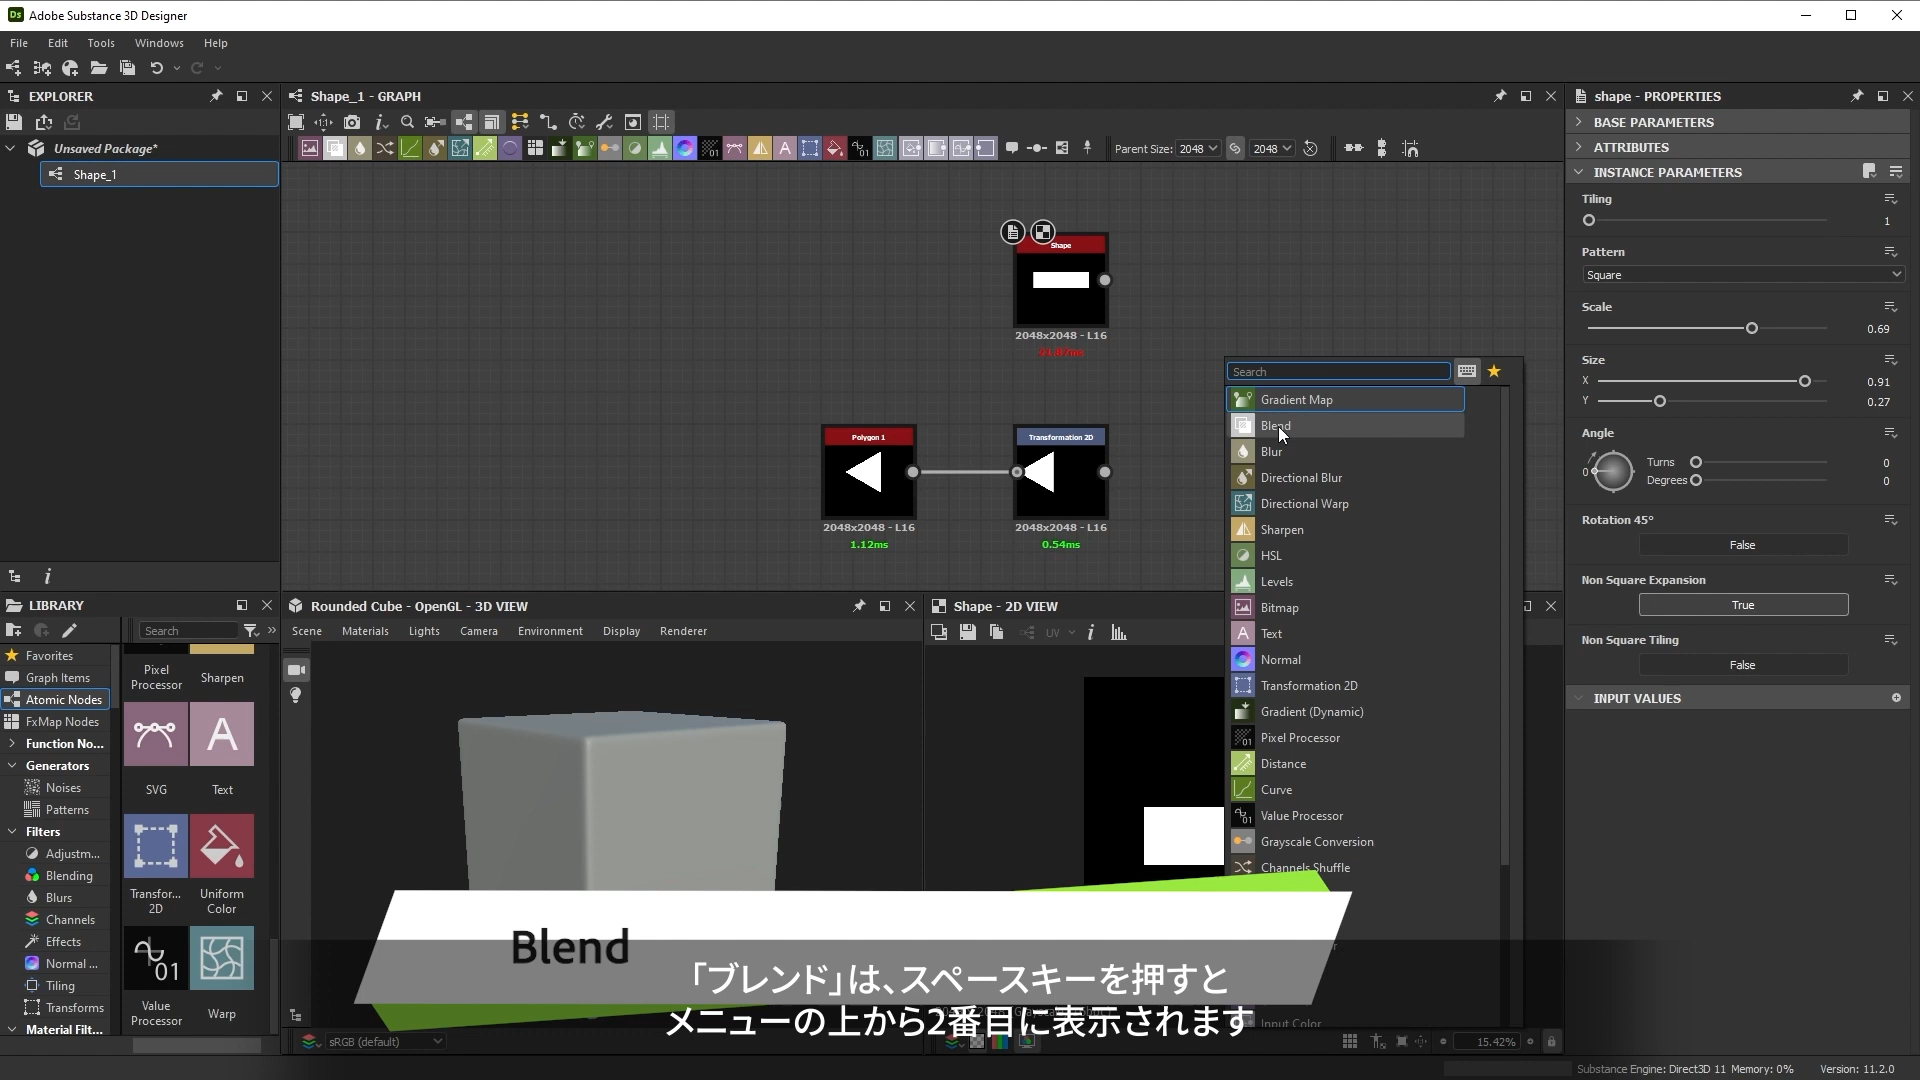 Adobe Substance 3D Designer
File Edit Tools Windows Help
EXPLORER
Unsaved Package*
Shape_1
Shape_1 - GRAPH
Parent Size: 2048 2048
Shape
2048x2048 - L16
Polygon 1
2048x2048 - L16
1.12ms
Transformation 2D
2048x2048 - L16
0.54ms
Search
Gradient Map
Blend
Blur
Directional Blur
Directional Warp
Sharpen
HSL
Levels
Bitmap
Text
Normal
Transformation 2D
Gradient (Dynamic)
Pixel Processor
Distance
Curve
Value Processor
Grayscale Conversion
Channels Shuffle
Input Color
shape - PROPERTIES
BASE PARAMETERS
ATTRIBUTES
INSTANCE PARAMETERS
Tiling
1
Pattern
Square
Scale
0.69
Size
X 0.91
Y 0.27
Angle
0
Turns 0
Degrees 0
Rotation 45°
False
Non Square Expansion
True
Non Square Tiling
False
INPUT VALUES
LIBRARY
Search
Favorites
Graph Items
Atomic Nodes
FxMap Nodes
Function No...
Generators
Noises
Patterns
Filters
Adjustm...
Blending
Blurs
Channels
Effects
Normal ...
Tiling
Transforms
Material Filt...
Pixel Processor
Sharpen
SVG
Text
Transfor... 2D
Uniform Color
Value Processor
Warp
Rounded Cube - OpenGL - 3D VIEW
Scene Materials Lights Camera Environment Display Renderer
sRGB (default)
Shape - 2D VIEW
UV
15.42%
Blend
「ブレンド」は、スペースキーを押すと
メニューの上から2番目に表示されます
Substance Engine: Direct3D 11 Memory: 0% Version: 11.2.0